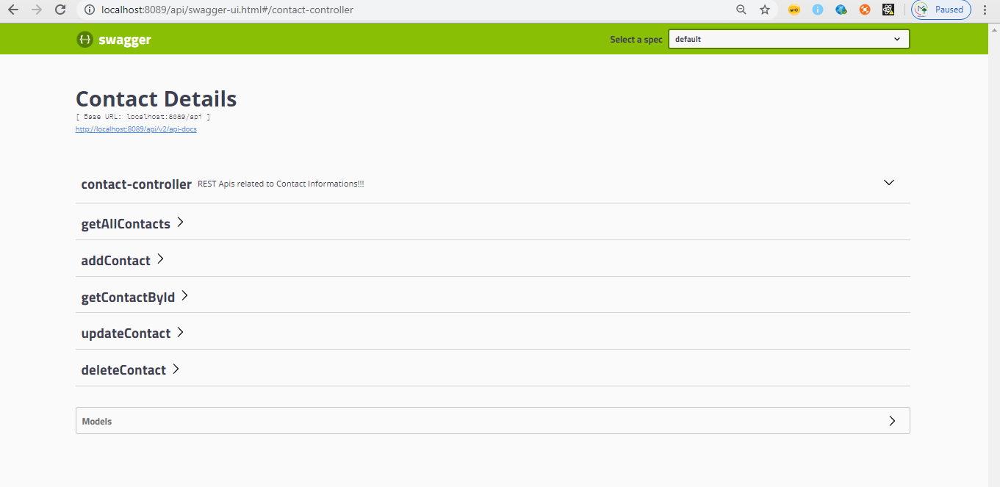 localhost:8089/api/swagger-ui.html#/contact-controller
Paused
swagger
Select a spec
default
Contact Details
[ Base URL: localhost:8089/api ]
http://localhost:8089/api/v2/api-docs
contact-controller REST Apis related to Contact Informations!!!
getAllContacts
addContact
getContactById
updateContact
deleteContact
Models